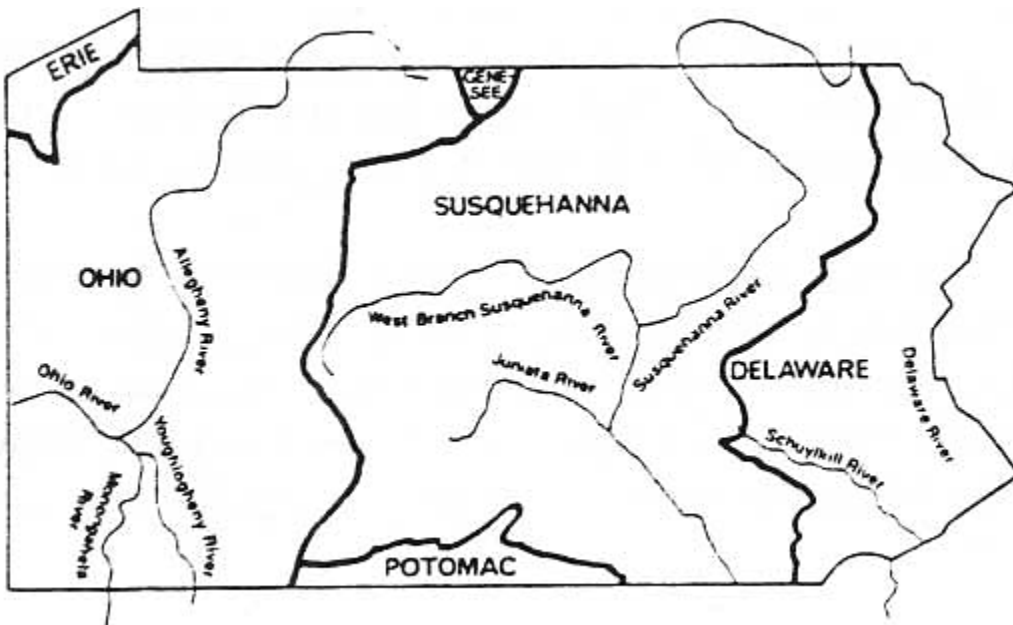 ERIE
GENE-
SEE
SUSQUEHANNA
OHIO
Allegheny River
West Branch Susquehanna River
Susquehanna River
Juniata River
Ohio River
DELAWARE
Delaware River
Youghiogheny River
Schuylkill River
Monongahela
River
POTOMAC